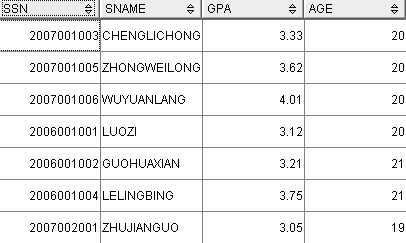 SSN SNAME GPA AGE
2007001003 CHENGLICHONG 3.33 20
2007001005 ZHONGWEILONG 3.62 20
2007001006 WUYUANLANG 4.01 20
2006001001 LUOZI 3.12 20
2006001002 GUOHUAXIAN 3.21 21
2006001004 LELINGBING 3.75 21
2007002001 ZHUJIANGUO 3.05 19